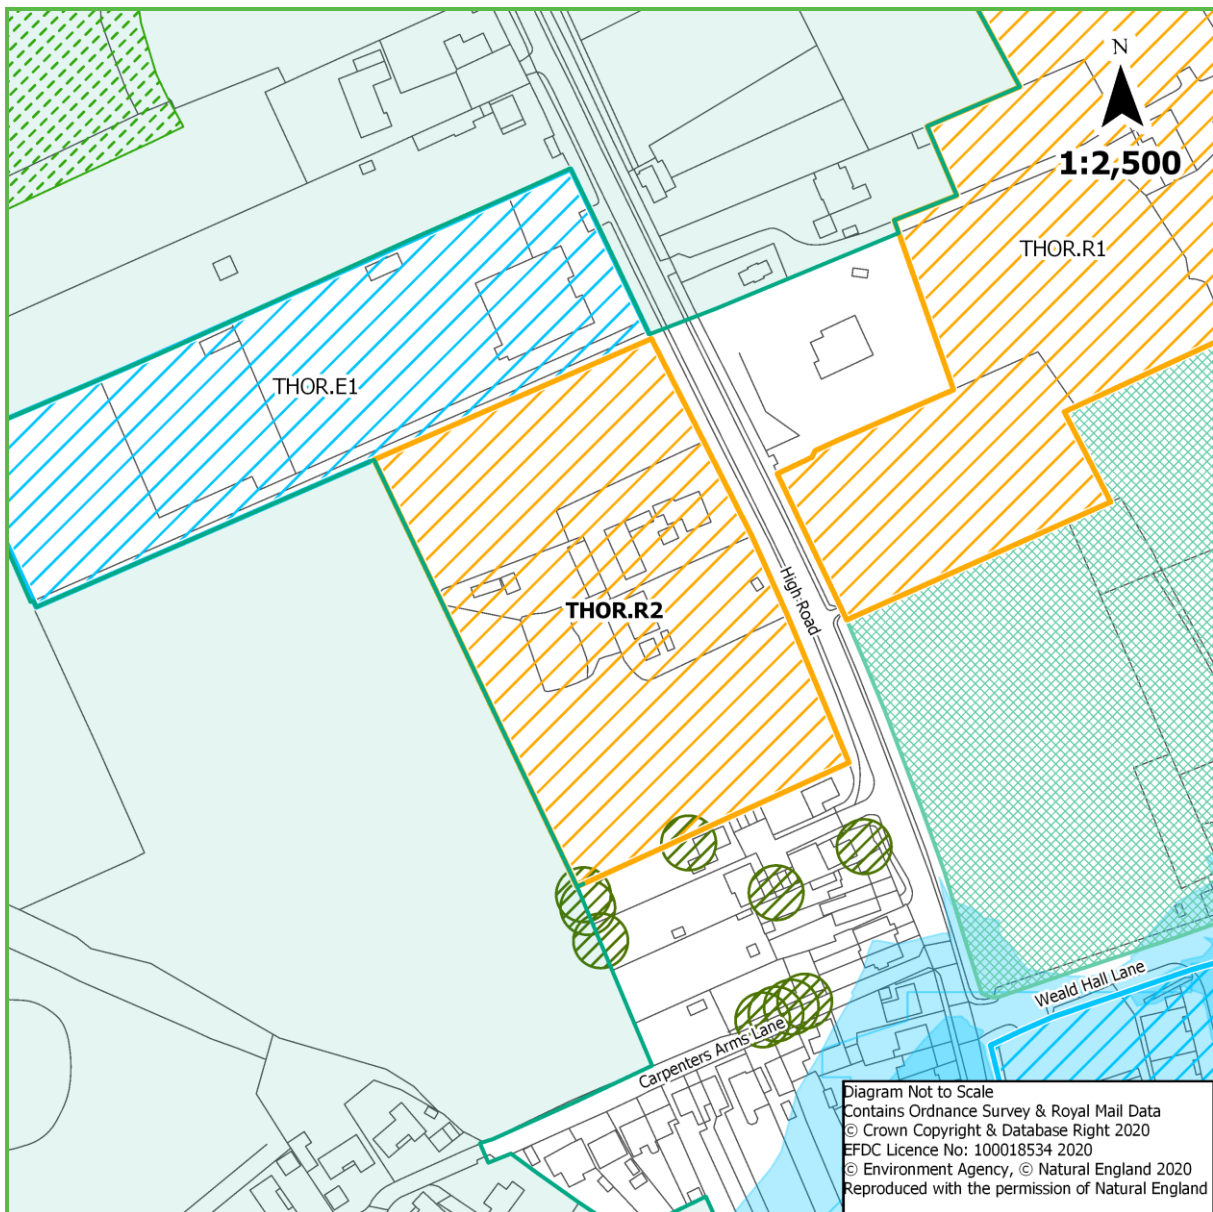 N
1:2,500
THOR.R1
THOR.E1
High Road
THOR.R2
Weald Hall Lane
Carpenters Arms Lane
Diagram Not to Scale
Contains Ordnance Survey & Royal Mail Data
© Crown Copyright & Database Right 2020
EFDC Licence No: 100018534 2020
© Environment Agency, © Natural England 2020
Reproduced with the permission of Natural England